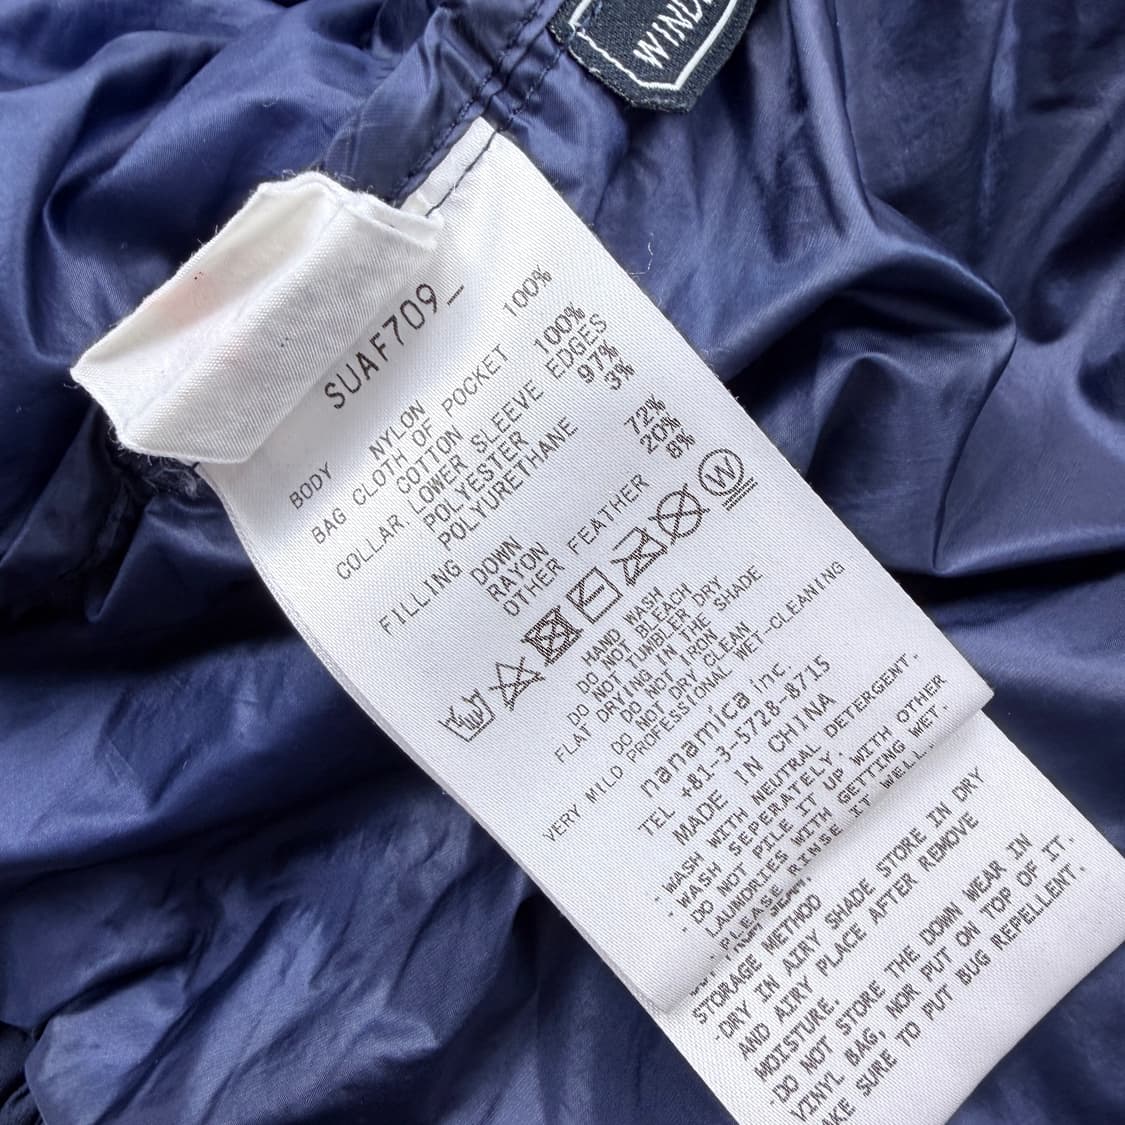 SUAF709_
BODY NYLON 100%
BAG CLOTH OF POCKET
COTTON 100%
COLLAR, LOWER SLEEVE EDGES
POLYESTER 97%
POLYURETHANE 3%
FILLING DOWN 72%
RAYON 20%
OTHER FEATHER 8%
W
HAND WASH
DO NOT BLEACH
DO NOT TUMBLER DRY
FLAT DRYING IN THE SHADE
DO NOT IRON
DO NOT DRY CLEAN
VERY MILD PROFESSIONAL WET-CLEANING
nanamica inc.
TEL +81-3-5728-8715
MADE IN CHINA
·WASH WITH NEUTRAL DETERGENT.
·WASH SEPERATELY.
DO NOT PILE IT UP WITH OTHER
LAUNDRIES WITH GETTING WET.
·PLEASE RINSE IT WELL.
STORAGE METHOD
·DRY IN AIRY SHADE STORE IN DRY
AND AIRY PLACE AFTER REMOVE
MOISTURE.
·DO NOT STORE THE DOWN WEAR IN
VINYL BAG, NOR PUT ON TOP OF IT.
SURE TO PUT BUG REPELLENT.